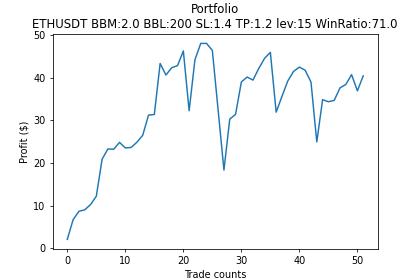 Portfolio
ETHUSDT BBM:2.0 BBL:200 SL:1.4 TP:1.2 lev:15 WinRatio:71.0
50
40
30
20
10
0
Profit ($)
0 10 20 30 40 50
Trade counts